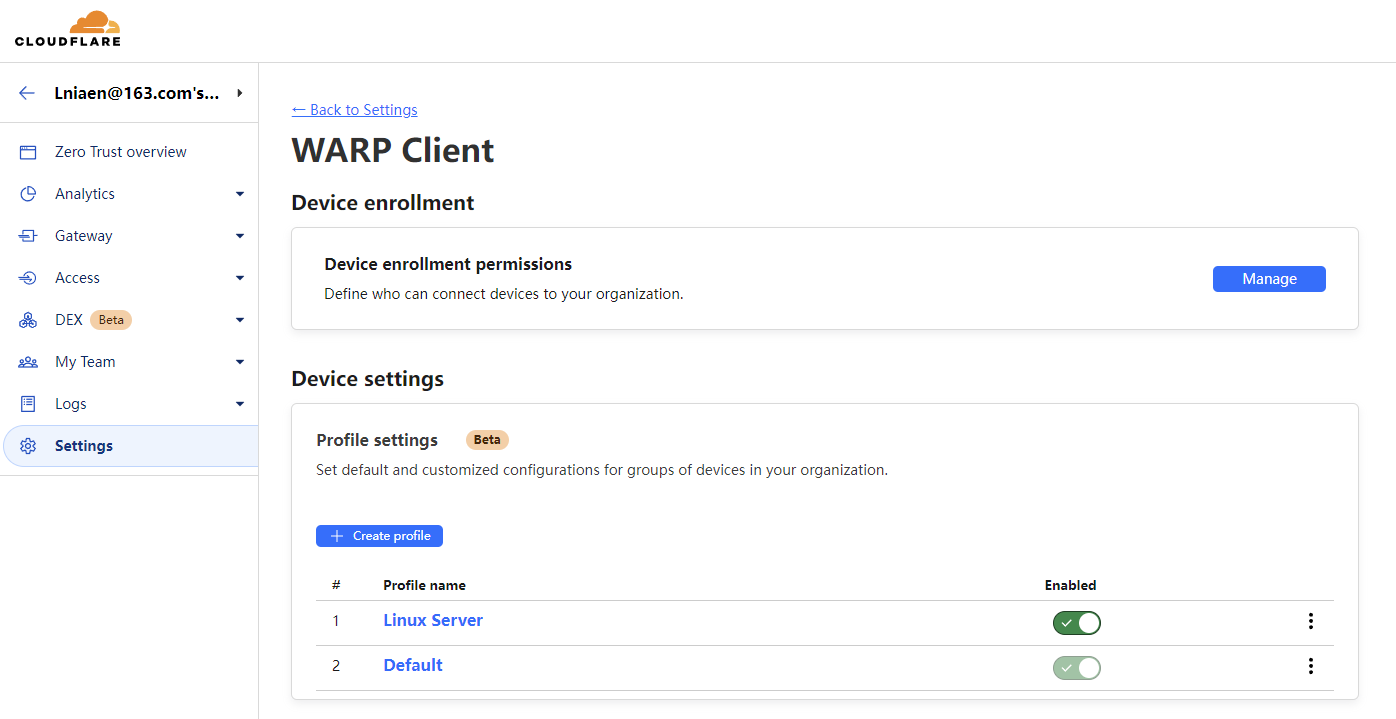 CLOUDFLARE
Lniaen@163.com's...
Zero Trust overview
Analytics
Gateway
Access
DEX Beta
My Team
Logs
Settings
← Back to Settings
WARP Client
Device enrollment
Device enrollment permissions
Define who can connect devices to your organization.
Manage
Device settings
Profile settings Beta
Set default and customized configurations for groups of devices in your organization.
+ Create profile
# Profile name Enabled
1 Linux Server
2 Default